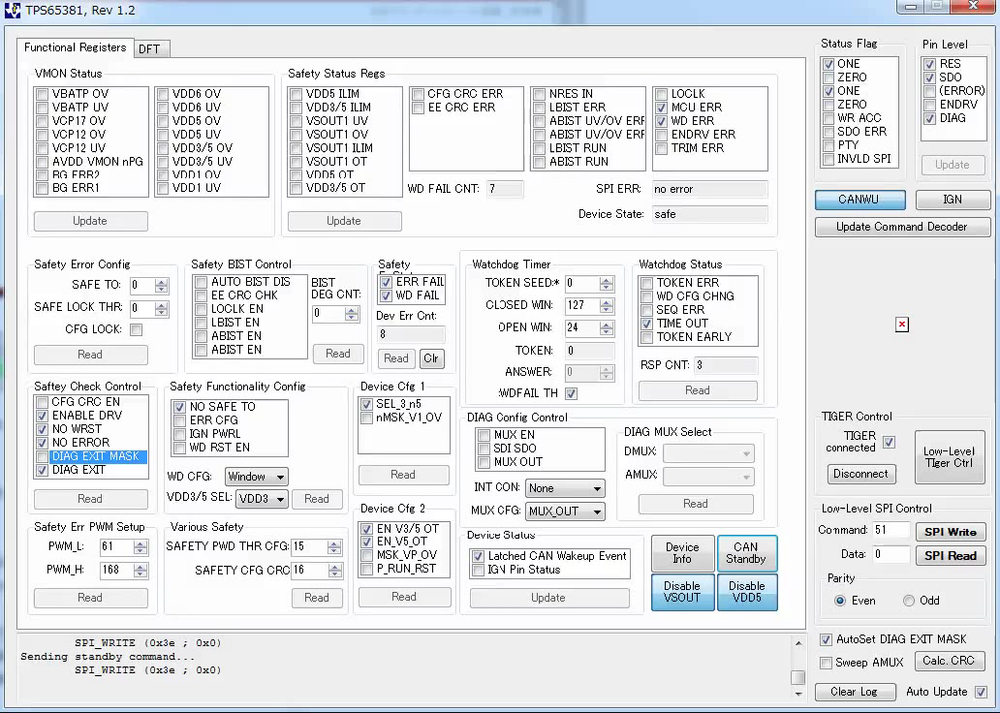 TPS65381, Rev 1.2
Functional Registers
DFT
VMON Status
VBATP OV
VBATP UV
VCP17 OV
VCP12 OV
VCP12 UV
AVDD VMON nPG
BG ERR2
BG ERR1
VDD6 OV
VDD6 UV
VDD5 OV
VDD5 UV
VDD3/5 OV
VDD3/5 UV
VDD1 OV
VDD1 UV
Update
Safety Status Regs
VDD5 ILIM
VDD3/5 ILIM
VSOUT1 UV
VSOUT1 OV
VSOUT1 ILIM
VSOUT1 OT
VDD5 OT
VDD3/5 OT
Update
CFG CRC ERR
EE CRC ERR
NRES IN
LBIST ERR
ABIST UV/OV ERF
ABIST UV/OV ERF
LBIST RUN
ABIST RUN
LOCLK
MCU ERR
WD ERR
ENDRV ERR
TRIM ERR
WD FAIL CNT: 7
SPI ERR: no error
Device State: safe
Safety Error Config
SAFE TO: 0
SAFE LOCK THR: 0
CFG LOCK:
Read
Safety BIST Control
AUTO BIST DIS
EE CRC CHK
LOCLK EN
LBIST EN
ABIST EN
ABIST EN
BIST
DEG CNT:
0
Read
Safety
ERR FAIL
WD FAIL
Dev Err Cnt:
8
Read Clr
Watchdog Timer
TOKEN SEED:* 0
CLOSED WIN: 127
OPEN WIN: 24
TOKEN: 0
ANSWER: 0
WDFAIL TH
Watchdog Status
TOKEN ERR
WD CFG CHNG
SEQ ERR
TIME OUT
TOKEN EARLY
RSP CNT: 3
Read
Saftey Check Control
CFG CRC EN
ENABLE DRV
NO WRST
NO ERROR
DIAG EXIT MASK
DIAG EXIT
Read
Safety Functionality Config
NO SAFE TO
ERR CFG
IGN PWRL
WD RST EN
WD CFG: Window
VDD3/5 SEL: VDD3
Read
Device Cfg 1
SEL_3_n5
nMSK_V1_OV
Read
DIAG Config Control
MUX EN
SDI SDO
MUX OUT
INT CON: None
MUX CFG: MUX_OUT
DIAG MUX Select
DMUX:
AMUX:
Read
Safety Err PWM Setup
PWM_L: 61
PWM_H: 168
Read
Various Safety
SAFETY PWD THR CFG: 15
SAFETY CFG CRC 16
Read
Device Cfg 2
EN_V3/5 OT
EN_V5_OT
MSK_VP_OV
P_RUN_RST
Read
Device Status
Latched CAN Wakeup Event
IGN Pin Status
Update
Device
Info
CAN
Standby
Disable
VSOUT
Disable
VDD5
Status Flag
ONE
ZERO
ONE
ZERO
WR ACC
SDO ERR
PTY
INVLD SPI
Pin Level
RES
SDO
(ERROR)
ENDRV
DIAG
Update
CANWU
IGN
Update Command Decoder
TIGER Control
TIGER
connected
Disconnect
Low-Level
TIger Ctrl
Low-Level SPI Control
Command: 51
SPI Write
Data: 0
SPI Read
Parity
Even Odd
AutoSet DIAG EXIT MASK
Sweep AMUX
Calc. CRC
Clear Log
Auto Update
SPI_WRITE (0x3e ; 0x0)
Sending standby command...
SPI_WRITE (0x3e ; 0x0)